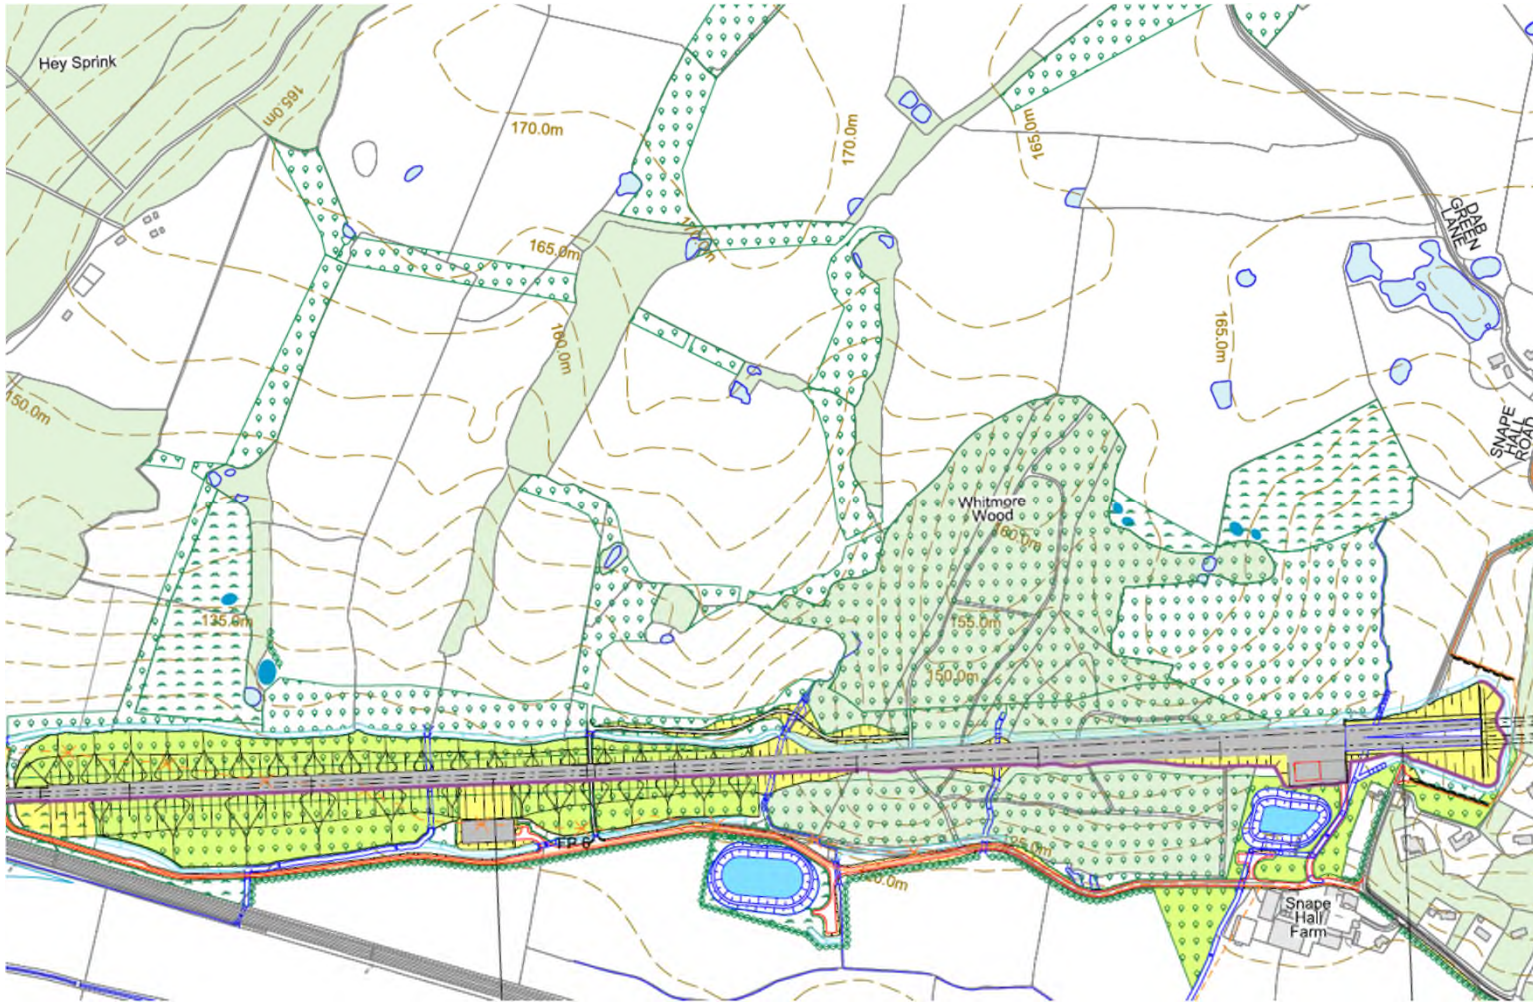 Hey Sprink
165.0m
170.0m
170.0m
165.0m
165.0m
DAB
GREEN
LANE
160.0m
165.0m
150.0m
SNAPE
HALL
ROAD
Whitmore
Wood
160.0m
135.0m
155.0m
150.0m
FP 6
Snape
Hall
Farm